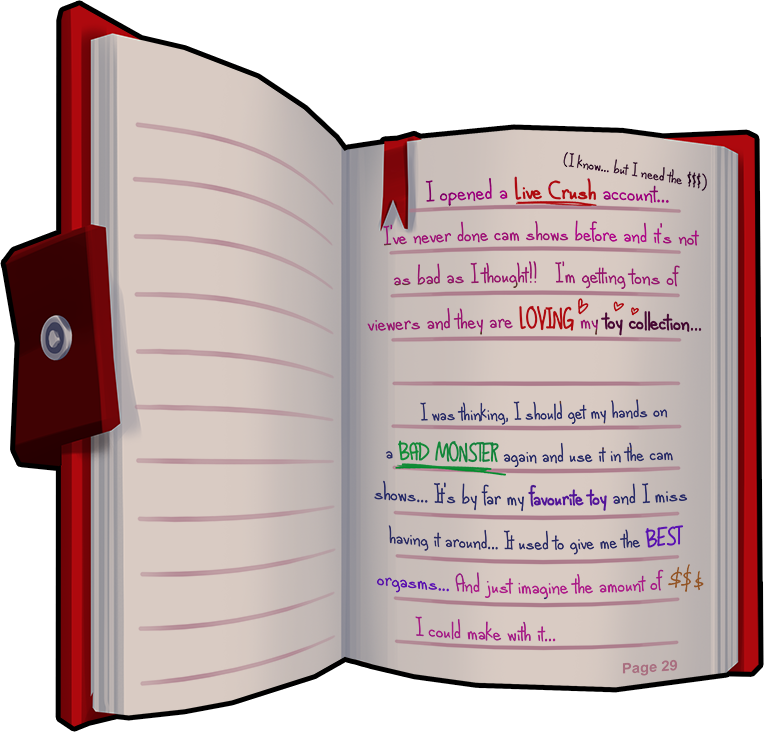 (I know... but I need the $$$)
I opened a Live Crush account...
I've never done cam shows before and it's not
as bad as I thought!! I'm getting tons of
viewers and they are LOVING my toy collection...
I was thinking, I should get my hands on
a BAD MONSTER again and use it in the cam
shows... It's by far my favourite toy and I miss
having it around... It used to give me the BEST
orgasms... And just imagine the amount of $$$
I could make with it...
Page 29